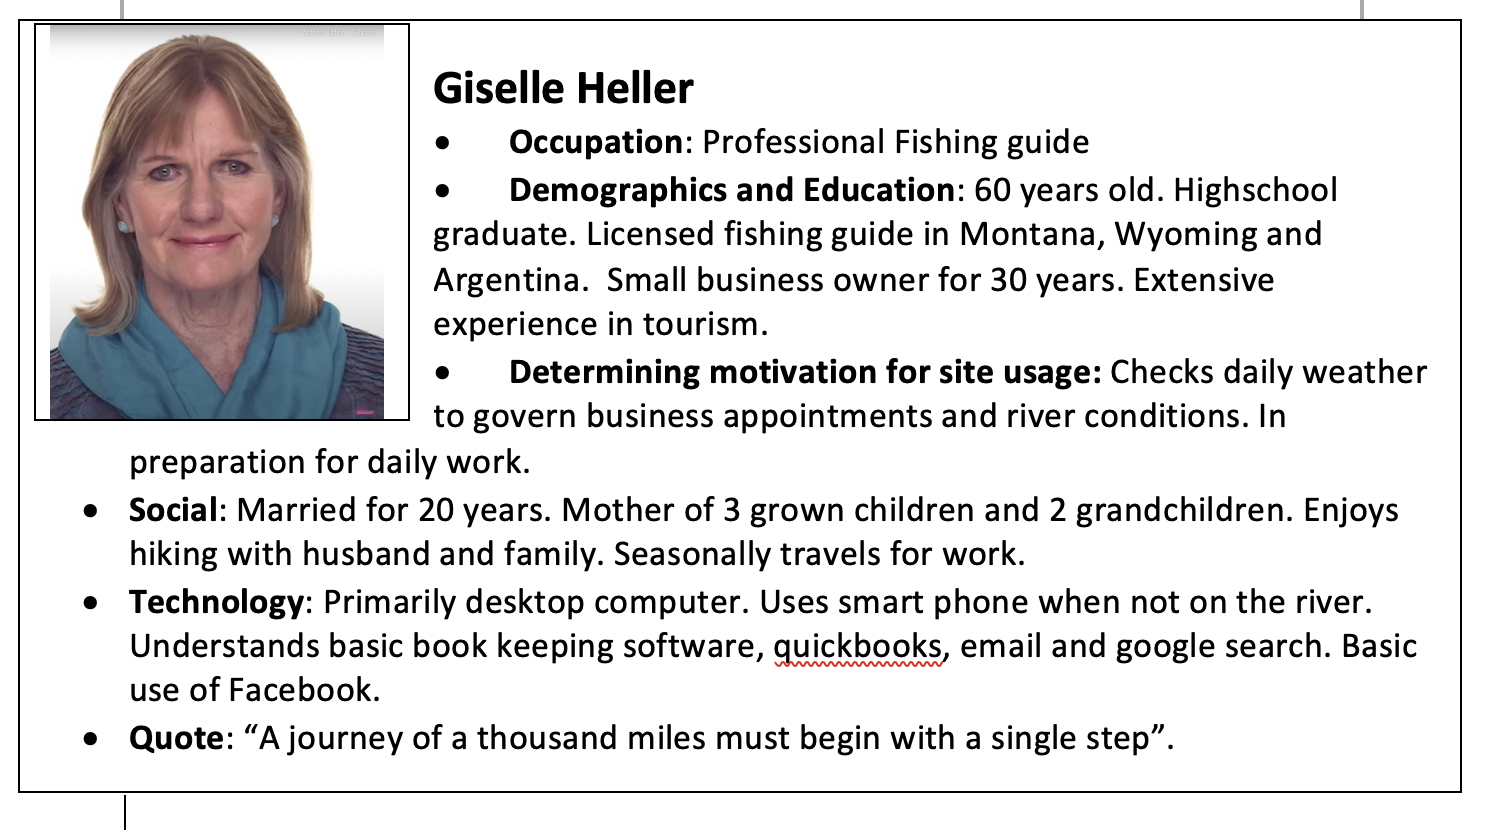 Giselle Heller
• Occupation: Professional Fishing guide
• Demographics and Education: 60 years old. Highschool
graduate. Licensed fishing guide in Montana, Wyoming and
Argentina.  Small business owner for 30 years. Extensive
experience in tourism.
• Determining motivation for site usage: Checks daily weather
to govern business appointments and river conditions. In
preparation for daily work.
• Social: Married for 20 years. Mother of 3 grown children and 2 grandchildren. Enjoys
hiking with husband and family. Seasonally travels for work.
• Technology: Primarily desktop computer. Uses smart phone when not on the river.
Understands basic book keeping software, quickbooks, email and google search. Basic
use of Facebook.
• Quote: “A journey of a thousand miles must begin with a single step”.